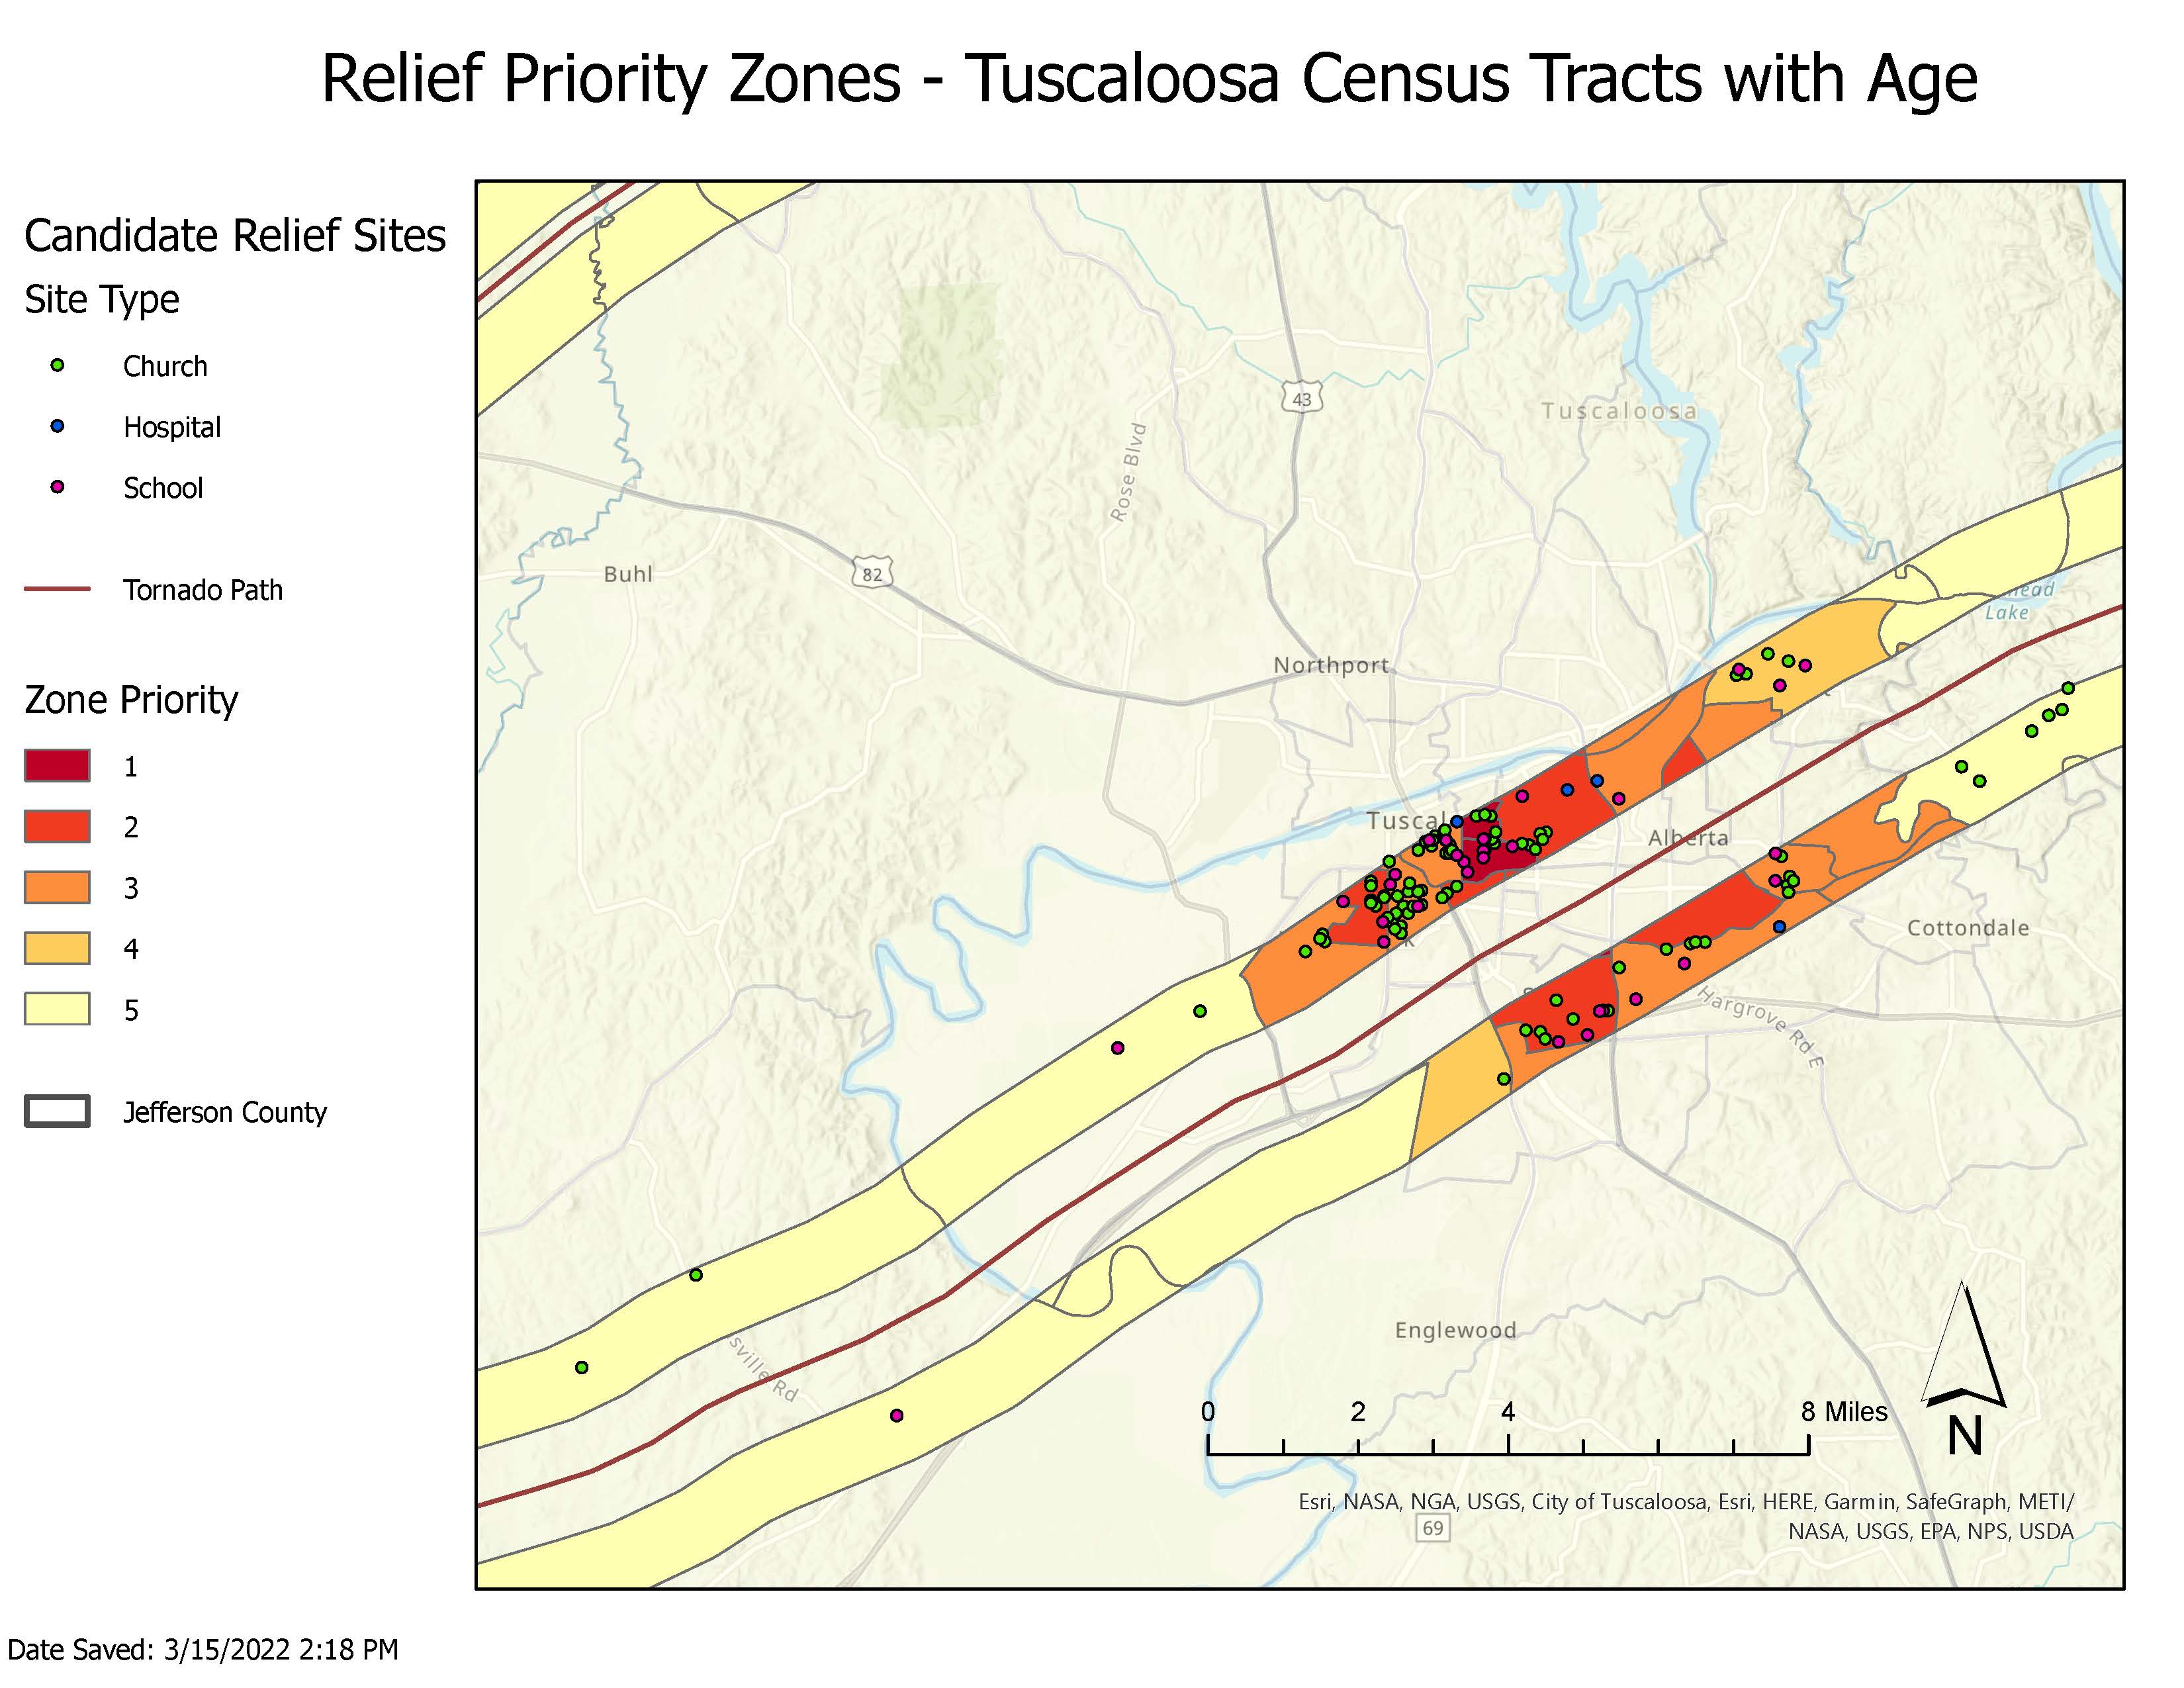 Relief Priority Zones - Tuscaloosa Census Tracts with Age
Candidate Relief Sites
Site Type
Church
Hospital
School
Tornado Path
Zone Priority
1
2
3
4
5
Jefferson County
43
Tuscaloosa
Rose Blvd
Buhl
82
Lake
Northport
Tuscal
Alberta
Cottondale
Hargrove Rd E
Englewood
sville Rd
0 2 4 8 Miles
N
Esri, NASA, NGA, USGS, City of Tuscaloosa, Esri, HERE, Garmin, SafeGraph, METI/
NASA, USGS, EPA, NPS, USDA
69
Date Saved: 3/15/2022 2:18 PM